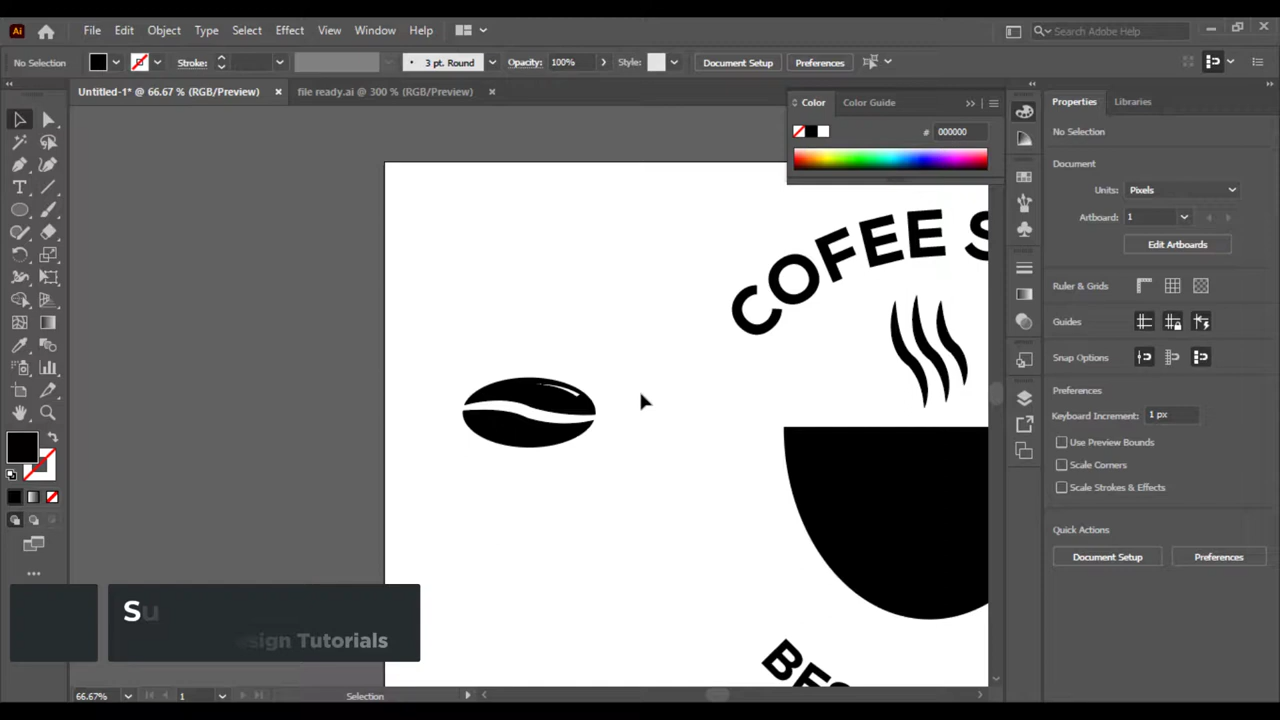 Ai
File Edit Object Type Select Effect View Window Help
Search Adobe Help
No Selection
Stroke:
3 pt. Round
Opacity: 100%
Style:
Document Setup
Preferences
Untitled-1* @ 66.67 % (RGB/Preview)
file ready.ai @ 300 % (RGB/Preview)
Color
Color Guide
# 000000
Properties
Libraries
No Selection
Document
Units: Pixels
Artboard: 1
Edit Artboards
Ruler & Grids
Guides
Snap Options
Preferences
Keyboard Increment: 1 px
Use Preview Bounds
Scale Corners
Scale Strokes & Effects
Quick Actions
Document Setup
Preferences
COFEE S
BES
Su
sign Tutorials
66.67%
1
Selection